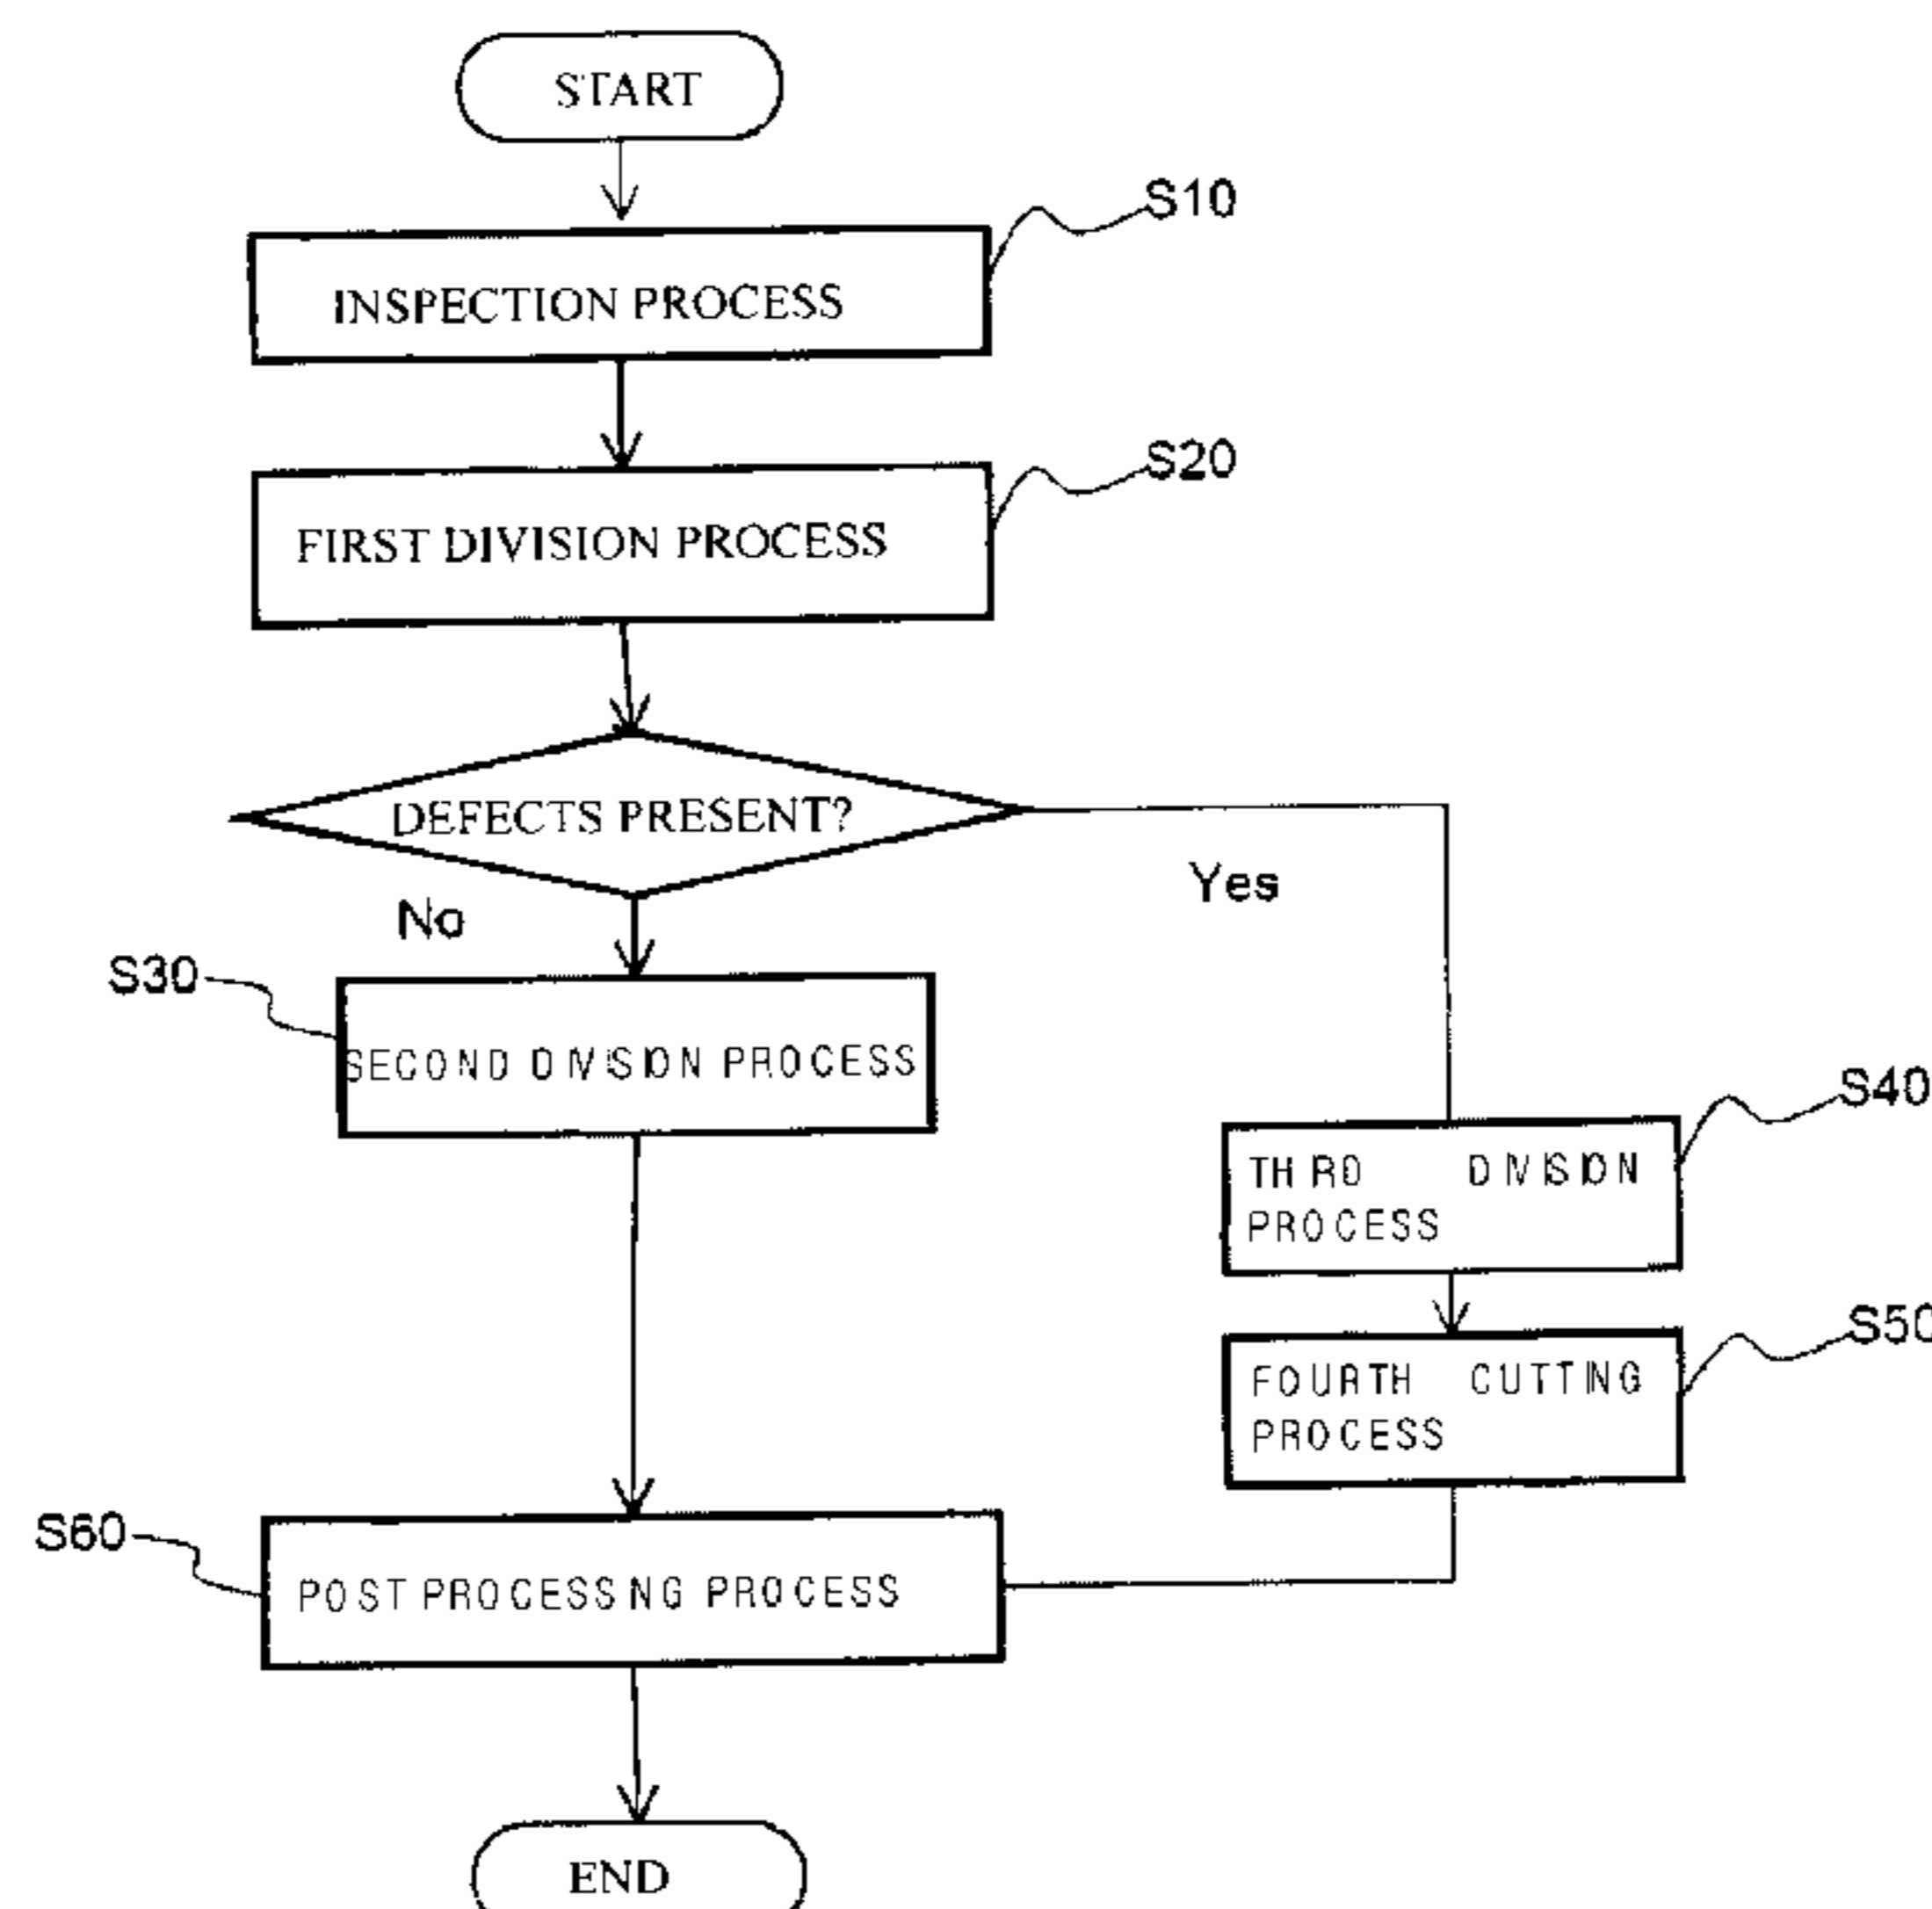 START
S10
INSPECTION PROCESS
S20
FIRST DIVISION PROCESS
DEFECTS PRESENT?
Yes
No
S30
SECOND DIVISION PROCESS
S40
THIRD DIVISION
PROCESS
S50
FOURTH CUTTING
PROCESS
S60
POST PROCESSING PROCESS
END